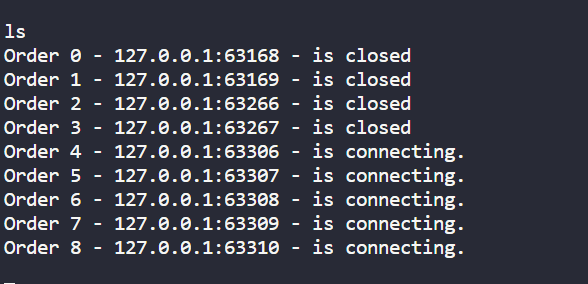 ls
Order 0 - 127.0.0.1:63168 - is closed
Order 1 - 127.0.0.1:63169 - is closed
Order 2 - 127.0.0.1:63266 - is closed
Order 3 - 127.0.0.1:63267 - is closed
Order 4 - 127.0.0.1:63306 - is connecting.
Order 5 - 127.0.0.1:63307 - is connecting.
Order 6 - 127.0.0.1:63308 - is connecting.
Order 7 - 127.0.0.1:63309 - is connecting.
Order 8 - 127.0.0.1:63310 - is connecting.